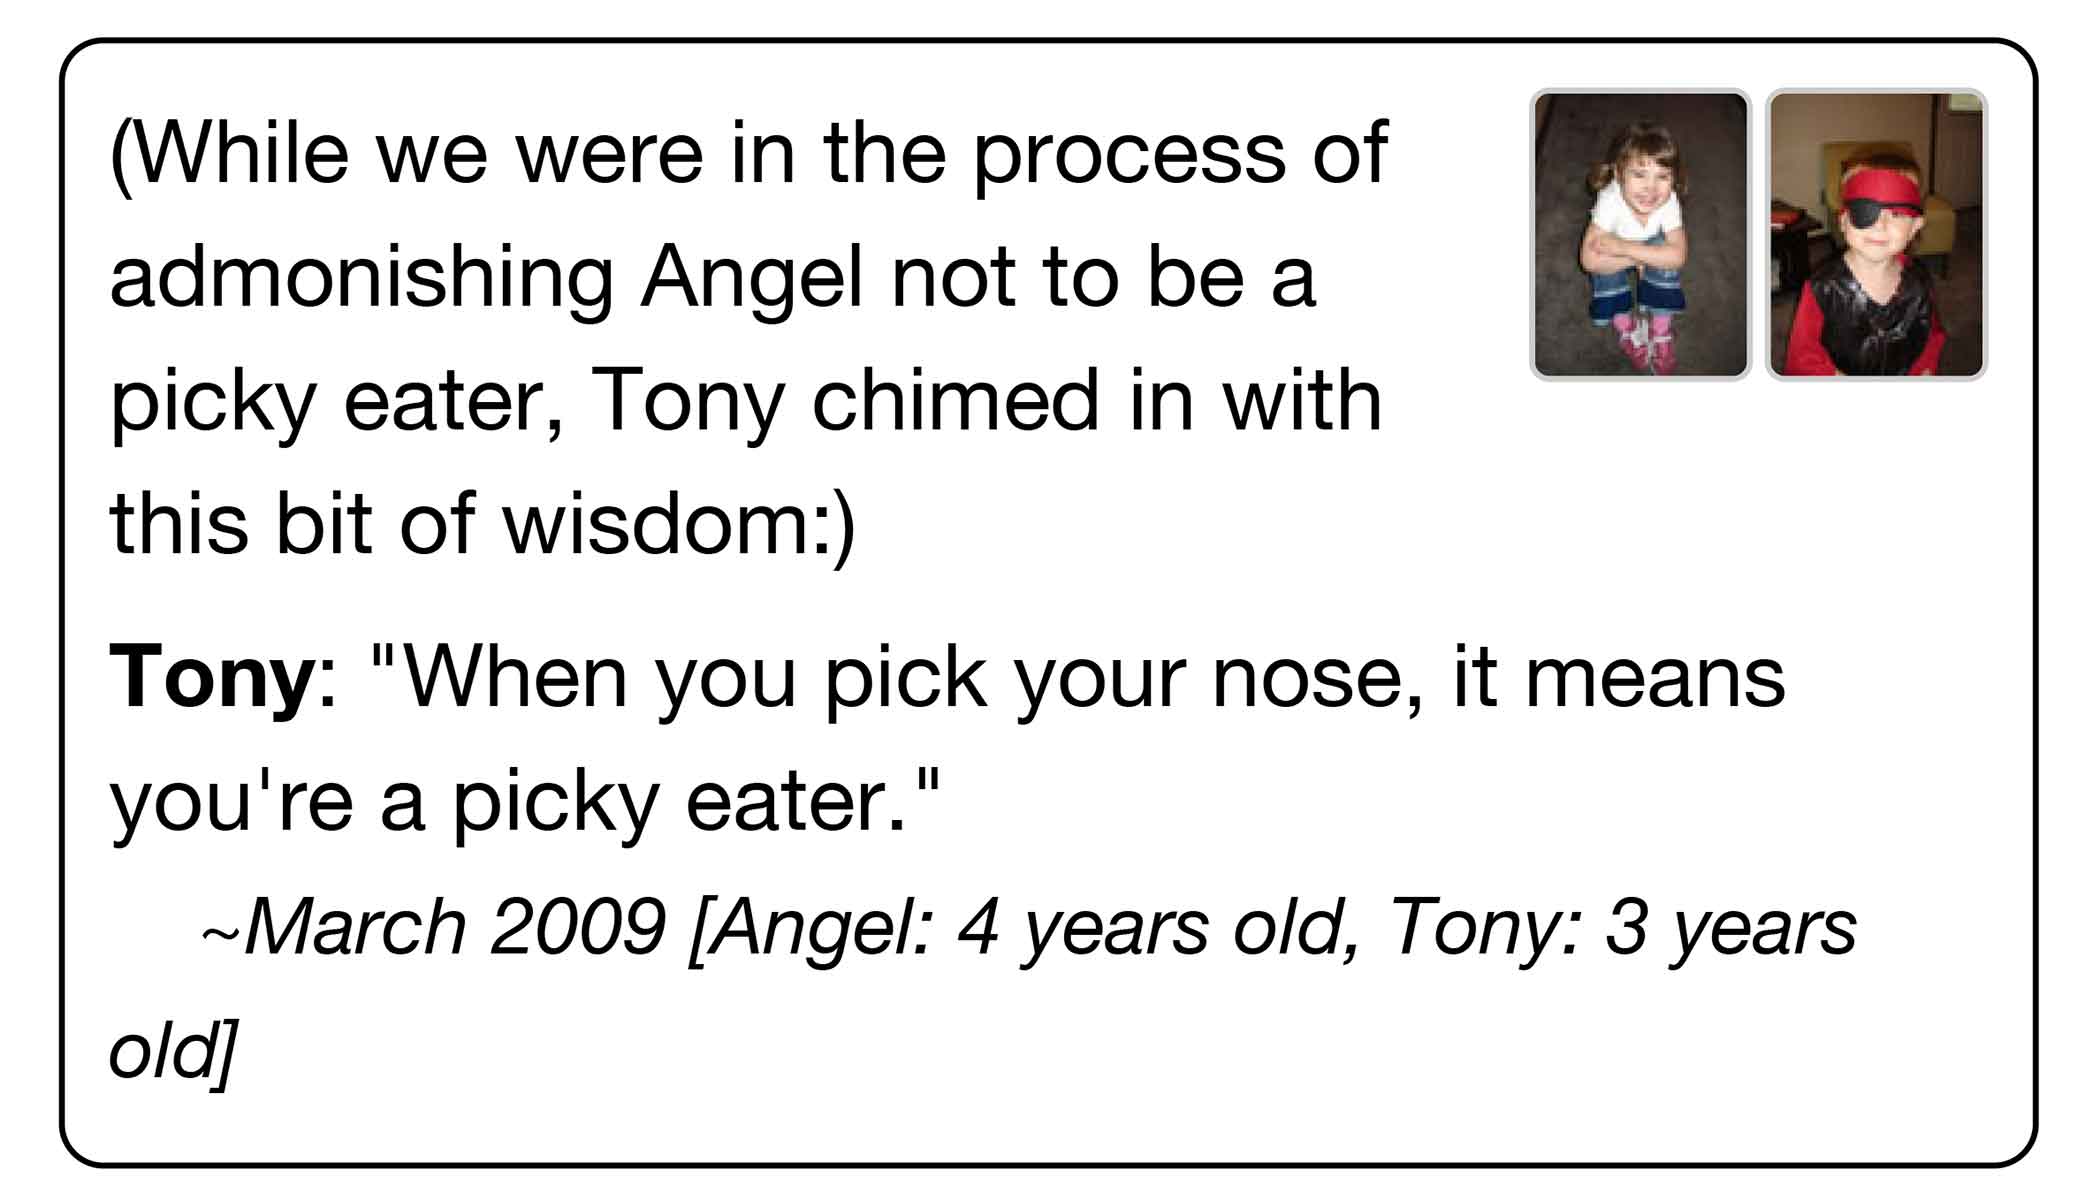 (While we were in the process of
admonishing Angel not to be a
picky eater, Tony chimed in with
this bit of wisdom:)
Tony: "When you pick your nose, it means
you're a picky eater."
~March 2009 [Angel: 4 years old, Tony: 3 years
old]